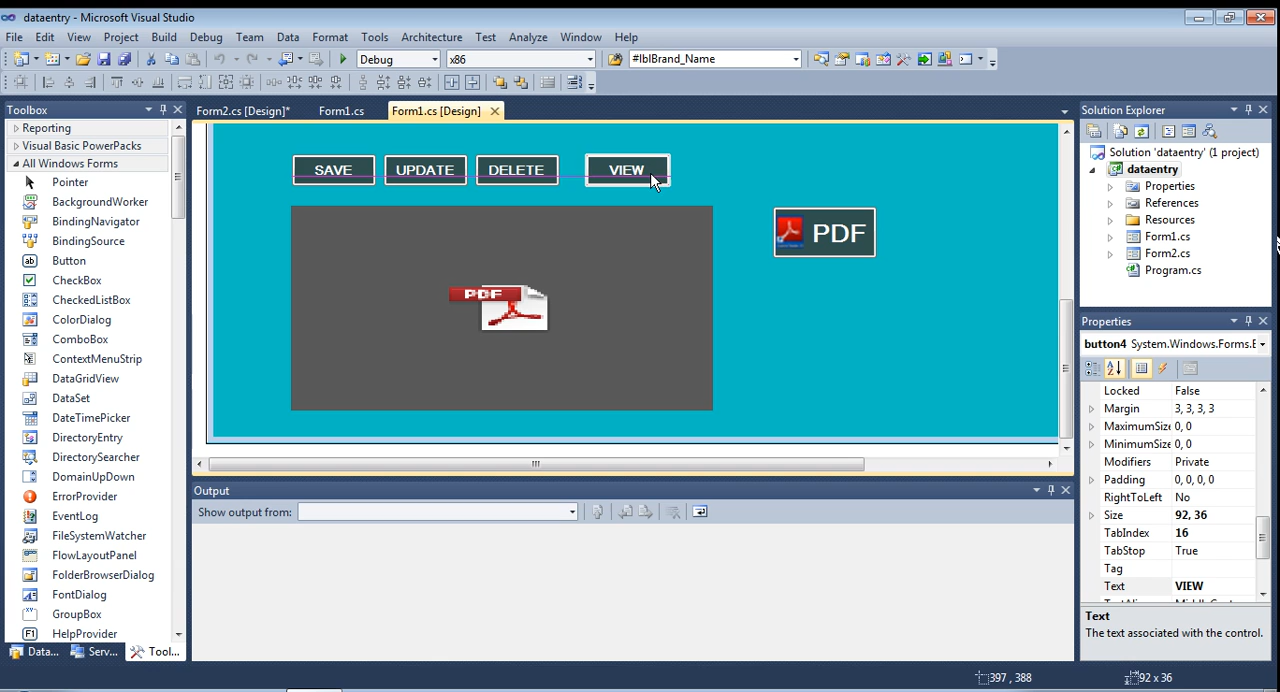 dataentry - Microsoft Visual Studio
File Edit View Project Build Debug Team Data Format Tools Architecture Test Analyze Window Help
Debug x86 #lblBrand_Name
Toolbox
Reporting
Visual Basic PowerPacks
All Windows Forms
Pointer
BackgroundWorker
BindingNavigator
BindingSource
Button
CheckBox
CheckedListBox
ColorDialog
ComboBox
ContextMenuStrip
DataGridView
DataSet
DateTimePicker
DirectoryEntry
DirectorySearcher
DomainUpDown
ErrorProvider
EventLog
FileSystemWatcher
FlowLayoutPanel
FolderBrowserDialog
FontDialog
GroupBox
HelpProvider
Data... Serv... Tool...
Form2.cs [Design]* Form1.cs Form1.cs [Design]
SAVE UPDATE DELETE VIEW
PDF
PDF
Output
Show output from:
Solution Explorer
Solution 'dataentry' (1 project)
dataentry
Properties
References
Resources
Form1.cs
Form2.cs
Program.cs
Properties
button4 System.Windows.Forms.E
Locked False
Margin 3, 3, 3, 3
MaximumSize 0, 0
MinimumSize 0, 0
Modifiers Private
Padding 0, 0, 0, 0
RightToLeft No
Size 92, 36
TabIndex 16
TabStop True
Tag
Text VIEW
Text
The text associated with the control.
397 , 388 92 x 36